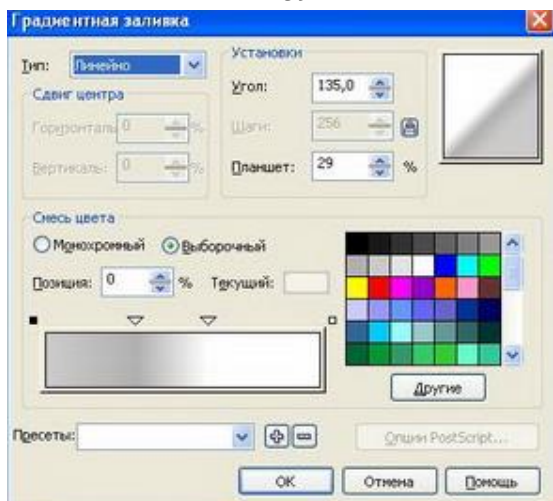 Градиентная заливка
Тип: Линейно
Сдвиг центра
Горизонталь: 0 %
Вертикаль: 0 %
Установки
Угол: 135,0
Шаги: 256
Планшет: 29 %
Смесь цвета
Монохромный Выборочный
Позиция: 0 % Текущий:
Другие
Пресеты:
Опции PostScript...
ОК Отмена Помощь